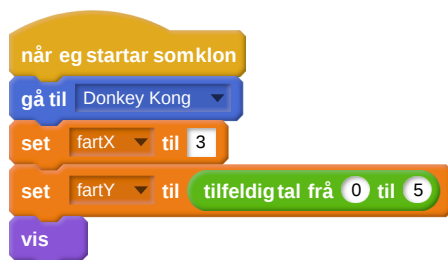 når eg startar som klon
gå til Donkey Kong
set fartX til 3
set fartY til tilfeldig tal frå 0 til 5
vis